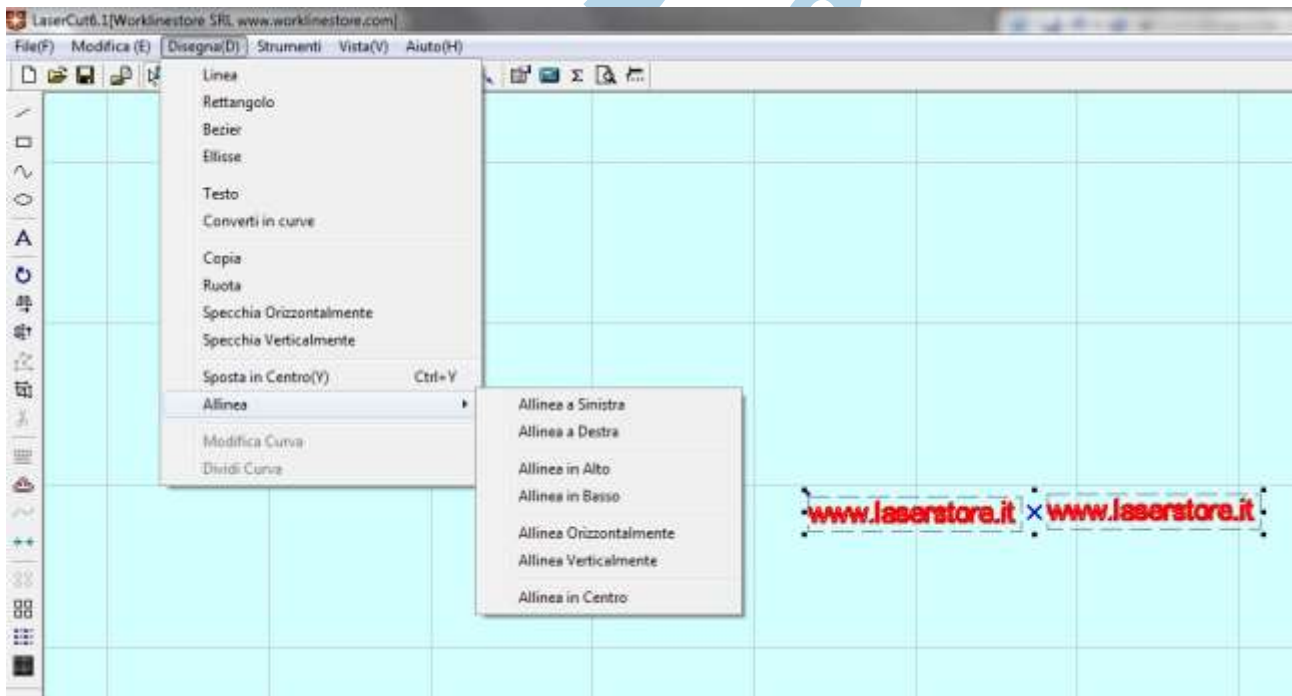 LaserCut6.1[Worklinestore SRL www.worklinestore.com]
File(F) Modifica (E) Disegna(D) Strumenti Vista(V) Aiuto(H)
Linea
Rettangolo
Bezier
Ellisse
Testo
Converti in curve
Copia
Ruota
Specchia Orizzontalmente
Specchia Verticalmente
Sposta in Centro(Y) Ctrl+Y
Allinea
Modifica Curva
Dividi Curva
Allinea a Sinistra
Allinea a Destra
Allinea in Alto
Allinea in Basso
Allinea Orizzontalmente
Allinea Verticalmente
Allinea in Centro
www.laserstore.it www.laserstore.it